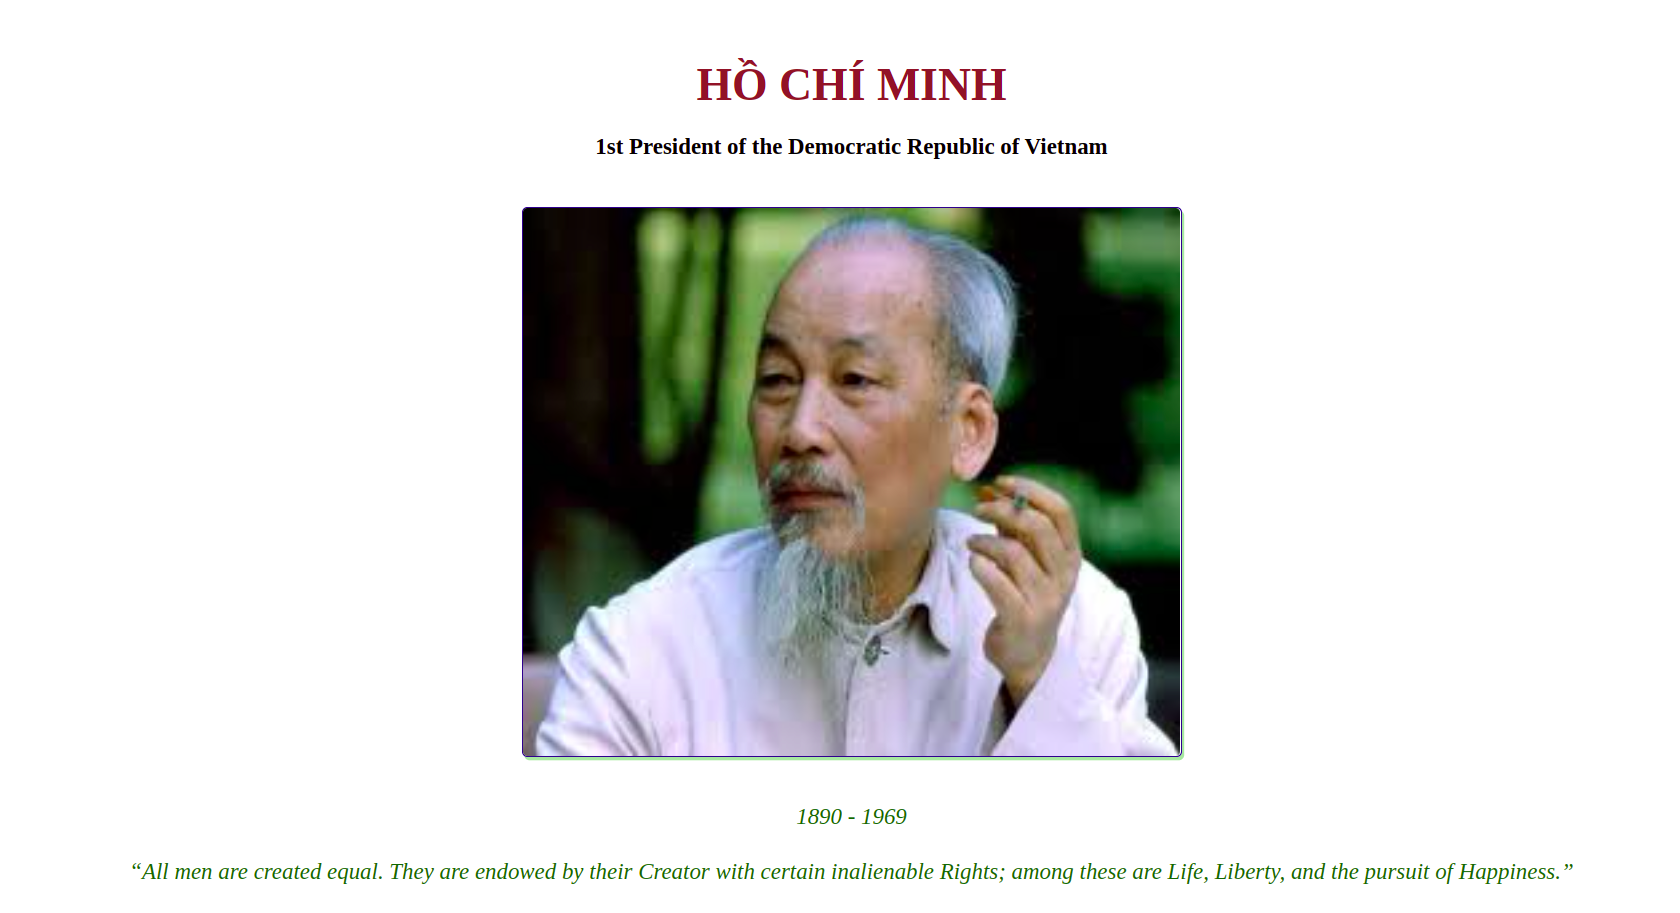 HỒ CHÍ MINH
1st President of the Democratic Republic of Vietnam
1890 - 1969
“All men are created equal. They are endowed by their Creator with certain inalienable Rights; among these are Life, Liberty, and the pursuit of Happiness.”